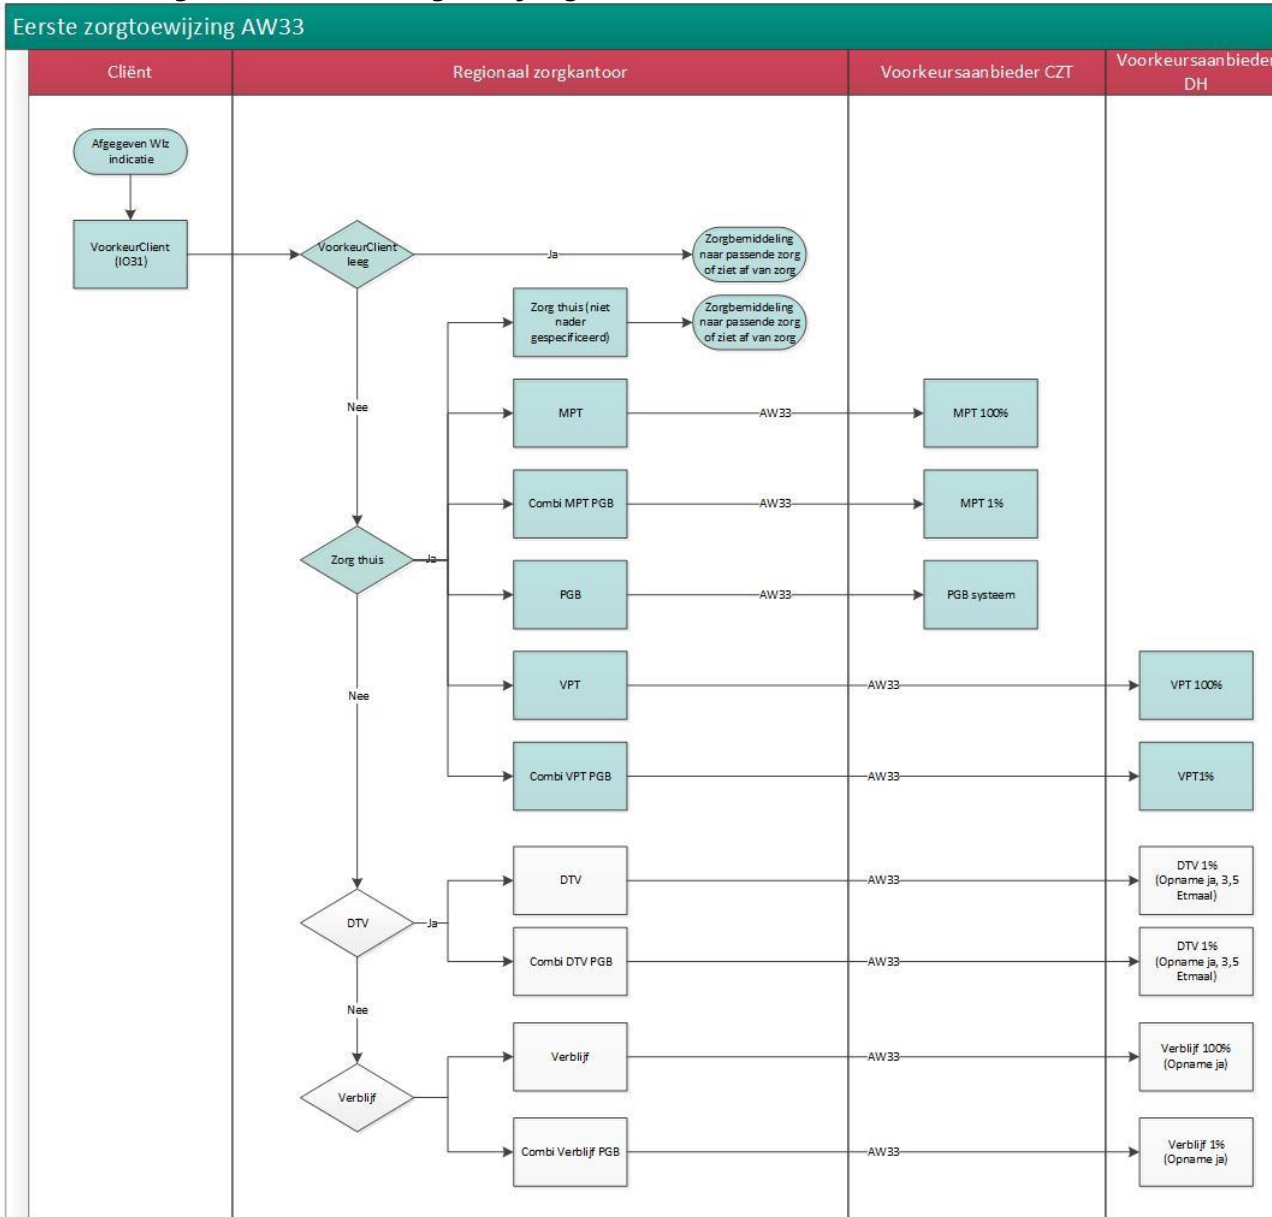 Eerste zorgtoewijzing AW33
Cliënt
Regionaal zorgkantoor
Voorkeursaanbieder CZT
Voorkeursaanbieder
DH
Afgegeven Wlz
indicatie
VoorkeurClient
(IO31)
VoorkeurClient
leeg
Ja
Zorgbemiddeling
naar passende zorg
of ziet af van zorg
Zorg thuis (niet
nader
gespecificeerd)
Zorgbemiddeling
naar passende zorg
of ziet af van zorg
Nee
MPT
AW33
MPT 100%
Combi MPT PGB
AW33
MPT 1%
Zorg thuis
Ja
PGB
AW33
PGB systeem
Nee
VPT
AW33
VPT 100%
Combi VPT PGB
AW33
VPT1%
DTV
Ja
DTV
AW33
DTV 1%
(Opname ja, 3,5
Etmaal)
Combi DTV PGB
AW33
DTV 1%
(Opname ja, 3,5
Etmaal)
Nee
Verblijf
Verblijf
AW33
Verblijf 100%
(Opname ja)
Combi Verblijf PGB
AW33
Verblijf 1%
(Opname ja)